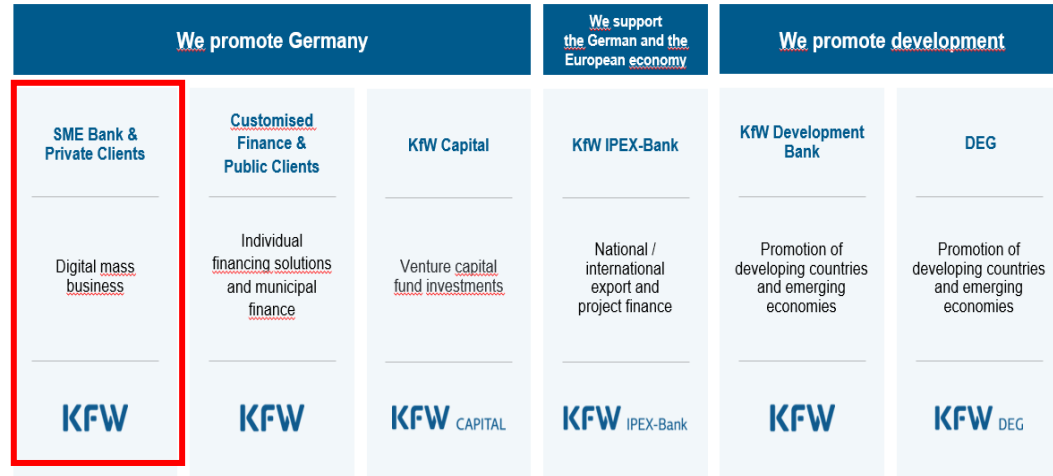 We promote Germany
We support
the German and the
European economy
We promote development
SME Bank &
Private Clients
Customised
Finance &
Public Clients
KfW Capital
KfW IPEX-Bank
KfW Development
Bank
DEG
Digital mass
business
Individual
financing solutions
and municipal
finance
Venture capital
fund investments
National /
international
export and
project finance
Promotion of
developing countries
and emerging
economies
Promotion of
developing countries
and emerging
economies
KFW
KFW
KFW CAPITAL
KFW IPEX-Bank
KFW
KFW DEG